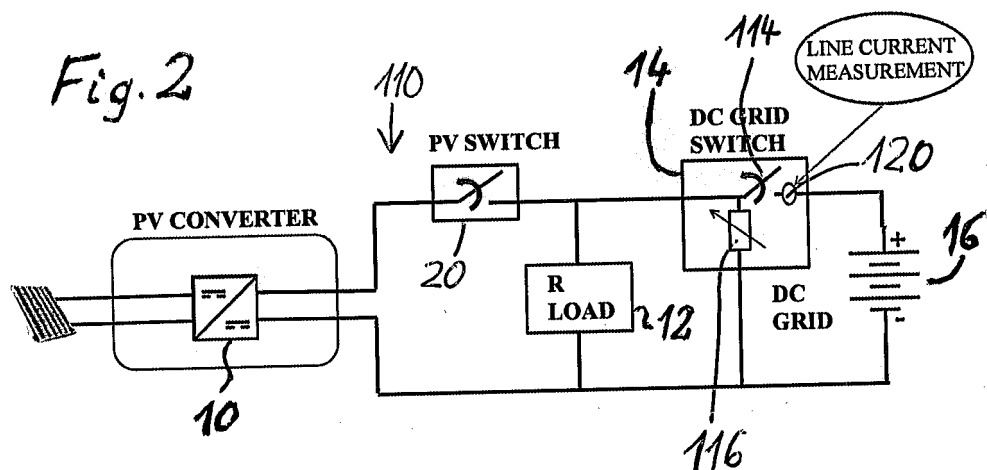 Fig. 2
110
14
114
LINE CURRENT
MEASUREMENT
DC GRID
SWITCH
120
PV SWITCH
PV CONVERTER
20
16
+
-
R
LOAD
12
DC
GRID
10
116